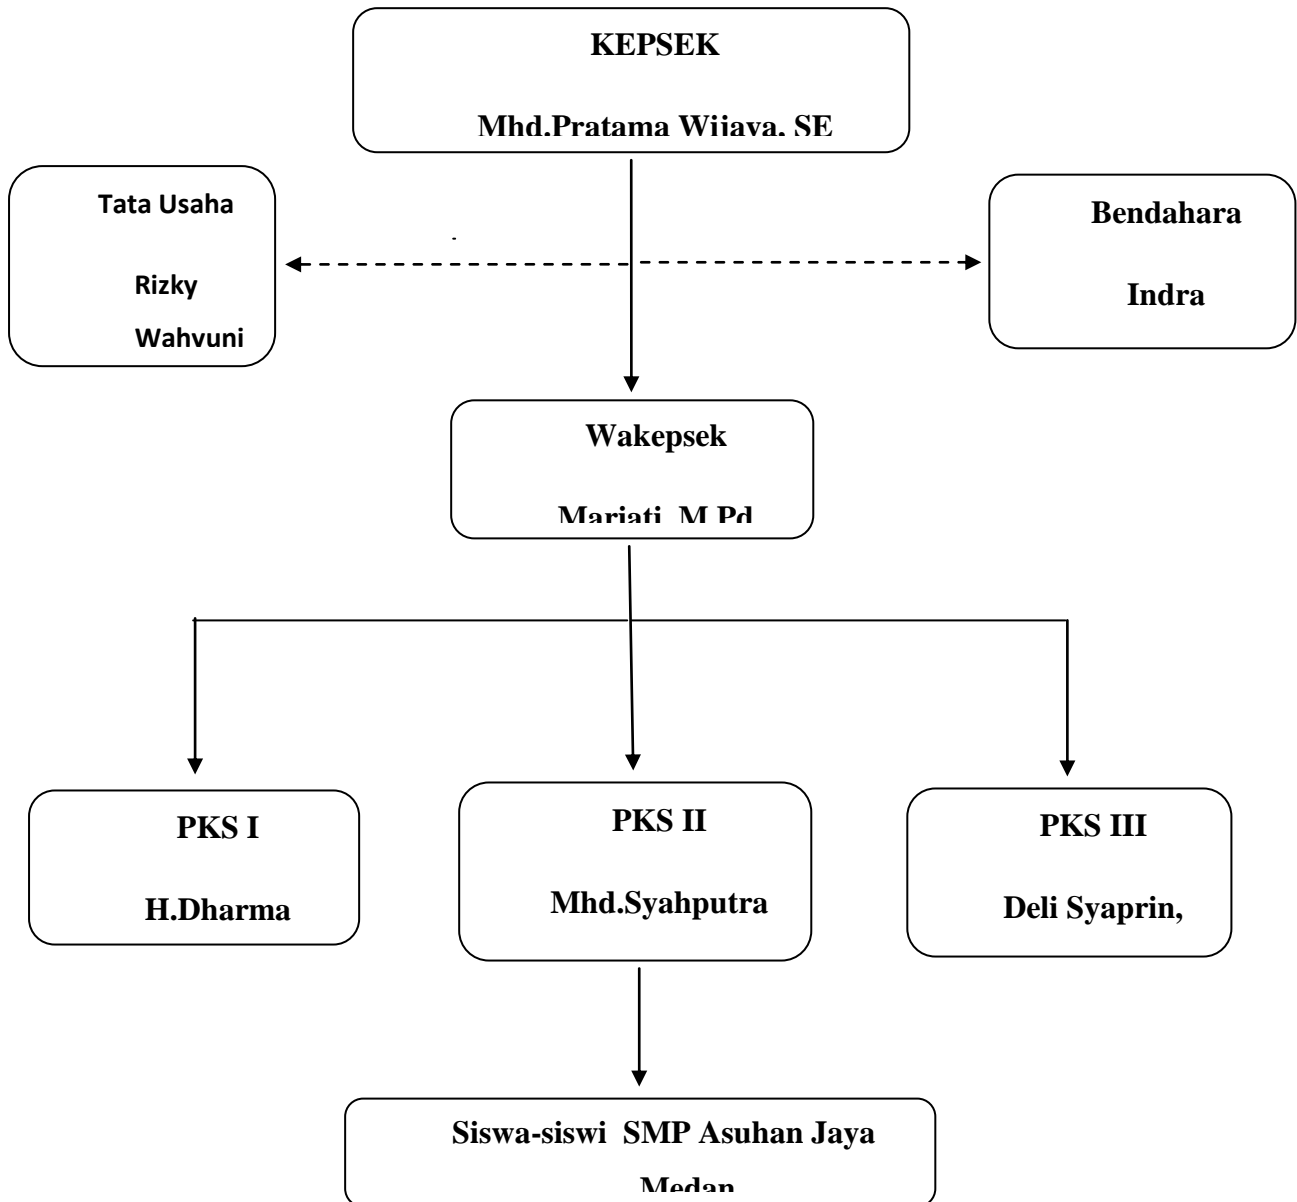 KEPSEK
Mhd.Pratama Wijaya, SE
Tata Usaha
Rizky
Wahyuni
Bendahara
Indra
Wakepsek
Mariati, M.Pd
PKS I
H.Dharma
PKS II
Mhd.Syahputra
PKS III
Deli Syaprin,
Siswa-siswi SMP Asuhan Jaya
Medan